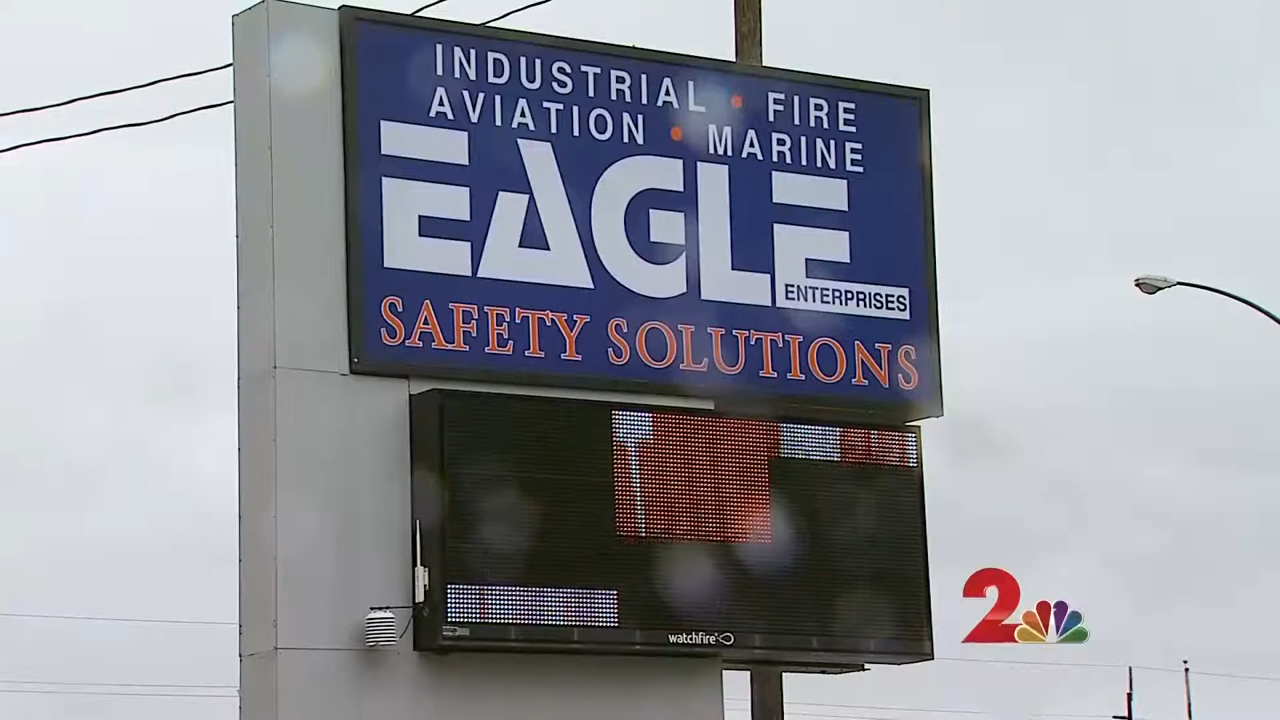 INDUSTRIAL • FIRE
AVIATION • MARINE
EAGLE
ENTERPRISES
SAFETY SOLUTIONS
watchfire
2